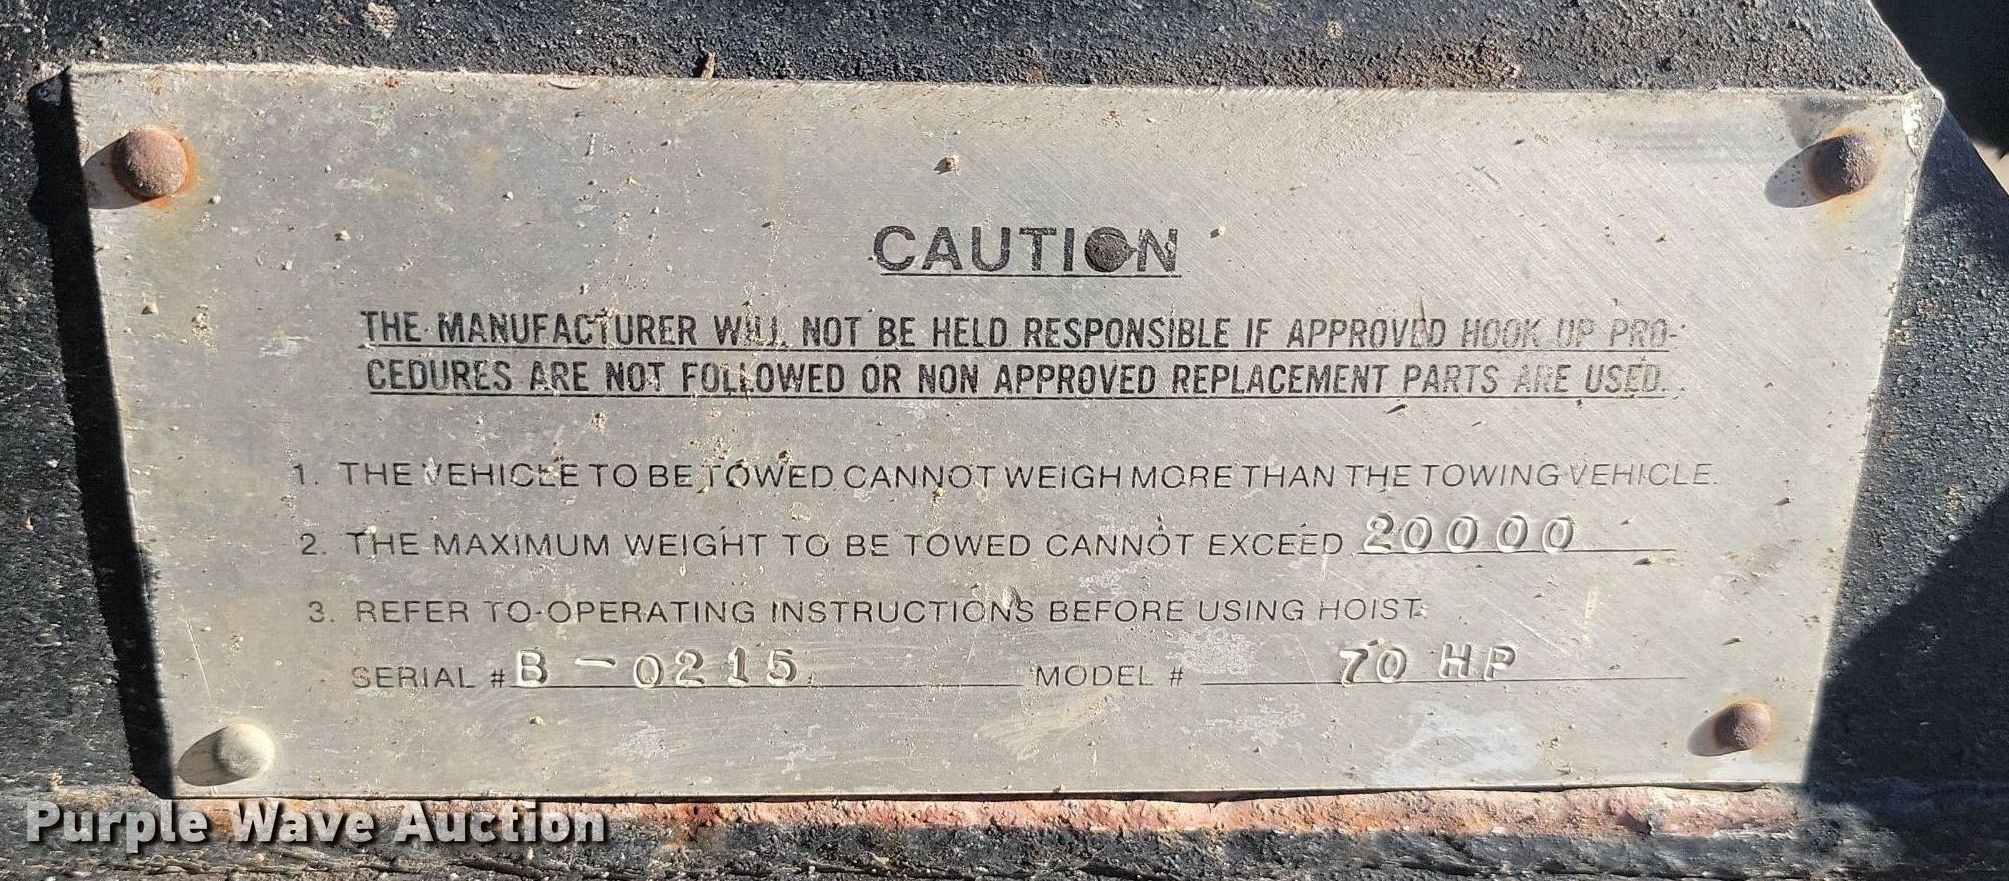 CAUTION
THE MANUFACTURER WILL NOT BE HELD RESPONSIBLE IF APPROVED HOOK UP PRO-
CEDURES ARE NOT FOLLOWED OR NON APPROVED REPLACEMENT PARTS ARE USED.
1. THE VEHICLE TO BE TOWED CANNOT WEIGH MORE THAN THE TOWING VEHICLE.
2. THE MAXIMUM WEIGHT TO BE TOWED CANNOT EXCEED 20000
3. REFER TO OPERATING INSTRUCTIONS BEFORE USING HOIST.
SERIAL # B-0215 MODEL # 70 HP
Purple Wave Auction